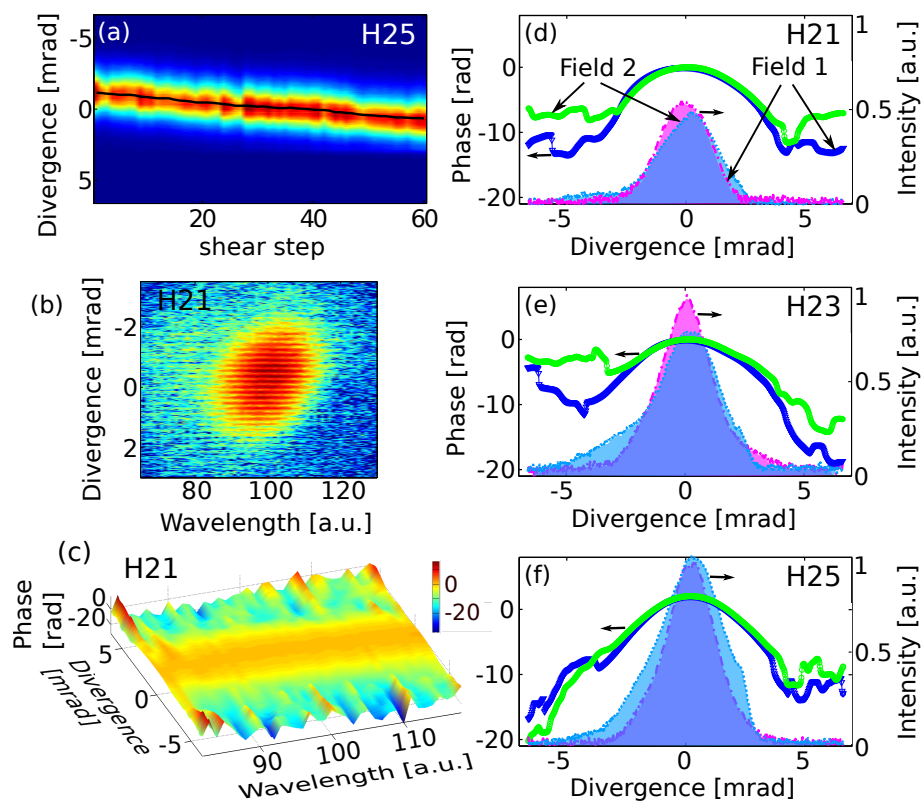 (a) H25
Divergence [mrad]
-5
0
5
20 40 60
shear step
(b) H21
Divergence [mrad]
-2
0
2
80 100 120
Wavelength [a.u.]
(c) H21
Phase
[rad]
0
-20
5
0
-5
Divergence
[mrad]
90 100 110
Wavelength [a.u.]
0
-20
(d) H21
Field 2 Field 1
Phase [rad]
0
-10
-20
-5 0 5
Divergence [mrad]
1
0.5
0
Intensity [a.u.]
(e) H23
Phase [rad]
0
-10
-20
-5 0 5
Divergence [mrad]
1
0.5
0
Intensity [a.u.]
(f) H25
Phase [rad]
0
-10
-20
-5 0 5
Divergence [mrad]
1
0.5
0
Intensity [a.u.]